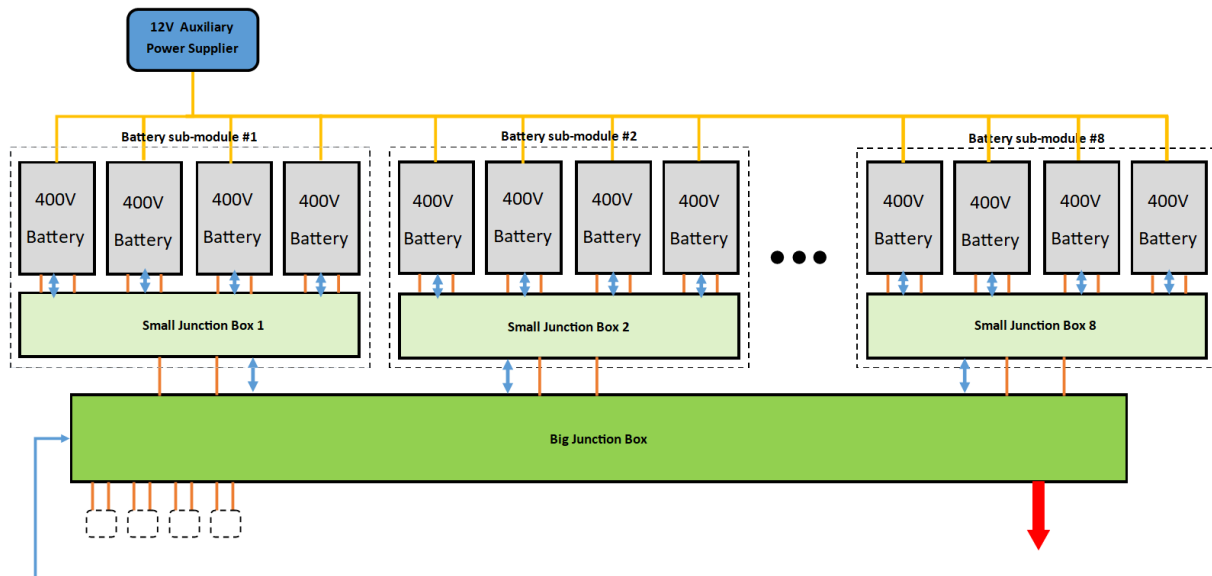 12V Auxiliary
Power Supplier
Battery sub-module #1
Battery sub-module #2
Battery sub-module #8
400V
Battery
400V
Battery
400V
Battery
400V
Battery
400V
Battery
400V
Battery
400V
Battery
400V
Battery
400V
Battery
400V
Battery
400V
Battery
400V
Battery
Small Junction Box 1
Small Junction Box 2
Small Junction Box 8
Big Junction Box